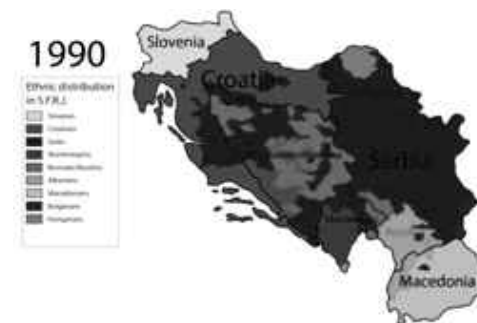 1990
Slovenia
Croatia
Ethnic distribution
in S.F.R.J.
Slovenes
Croatians
Serbs
Montenegrins
Albanians
Macedonians
Bulgarians
Hungarians
Serbia
Macedonia